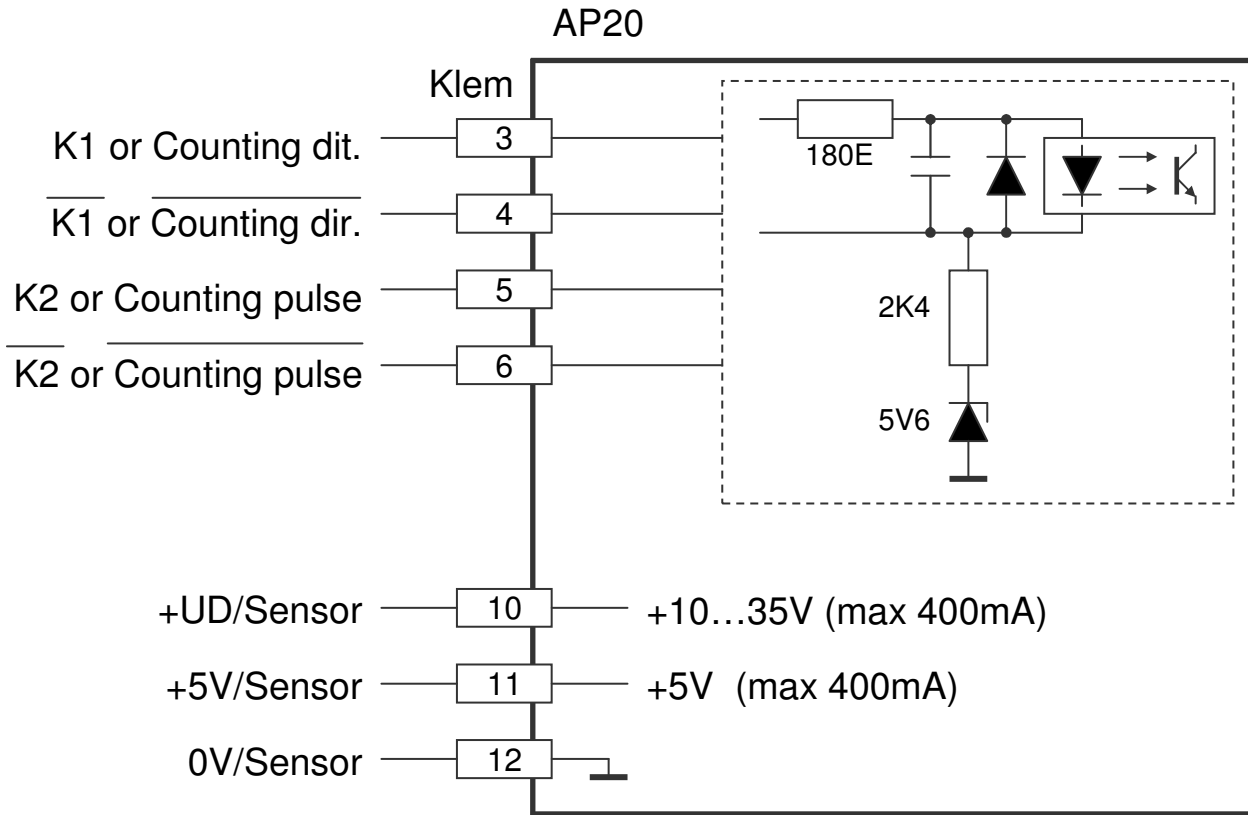 AP20
Klem
K1 or Counting dit.
3
180E
K1 or Counting dir.
4
K2 or Counting pulse
5
2K4
K2 or Counting pulse
6
5V6
+UD/Sensor
10
+10…35V (max 400mA)
+5V/Sensor
11
+5V (max 400mA)
0V/Sensor
12